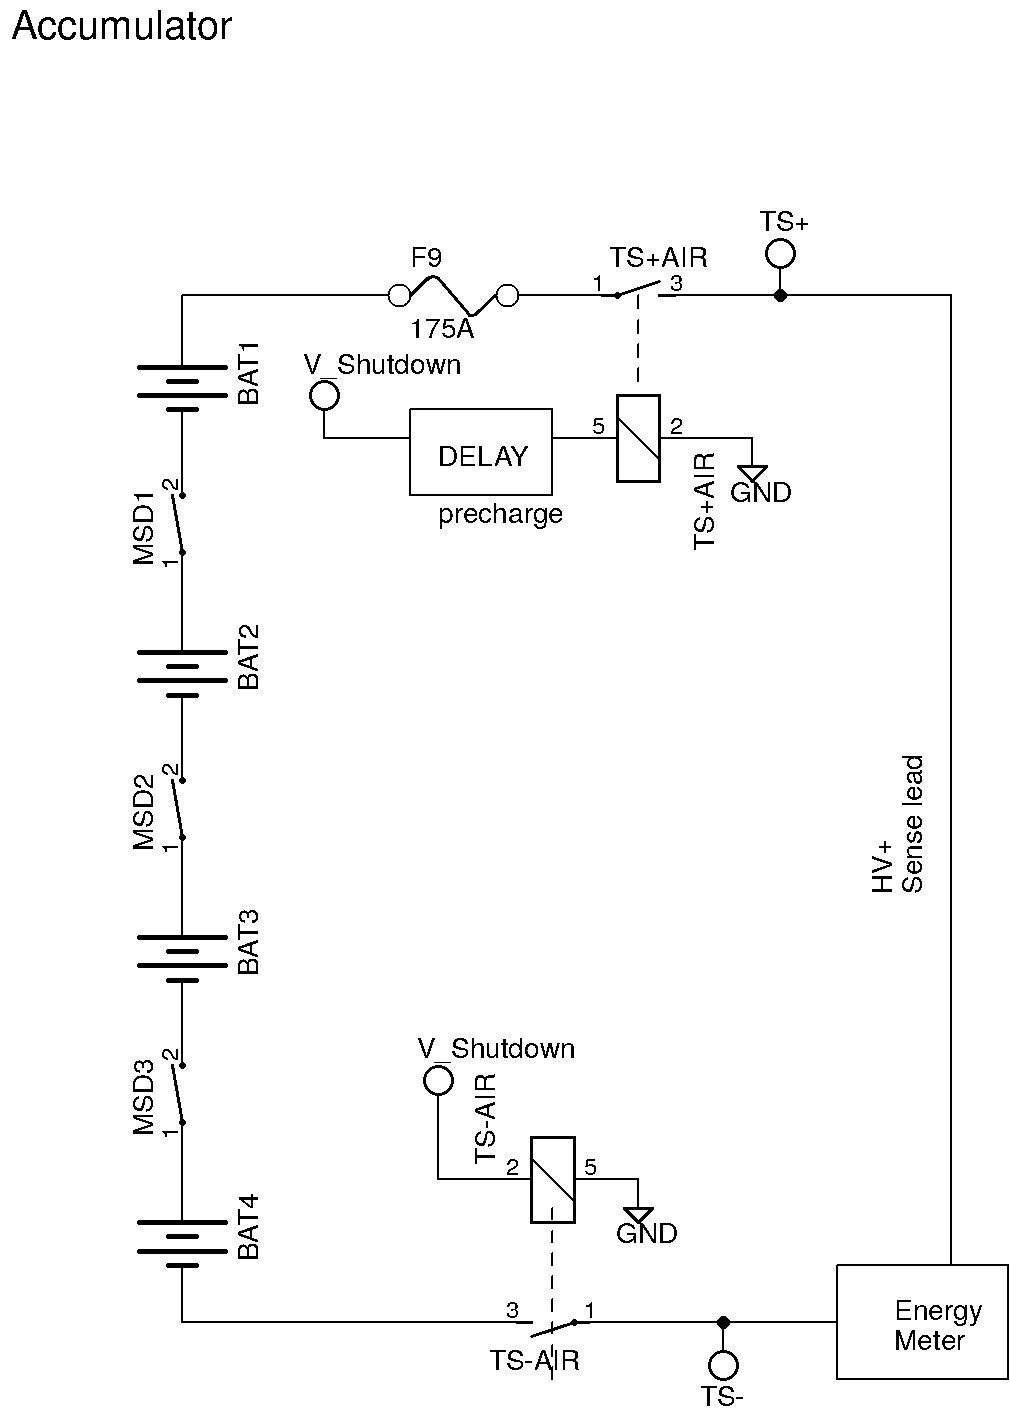 Accumulator
TS+
F9
TS+AIR
1
3
175A
BAT1
V_Shutdown
5
2
DELAY
TS+AIR
GND
precharge
2
MSD1
1
BAT2
2
MSD2
1
HV+
Sense lead
BAT3
V_Shutdown
2
MSD3
1
TS-AIR
2
5
BAT4
GND
3
1
Energy
Meter
TS-AIR
TS-